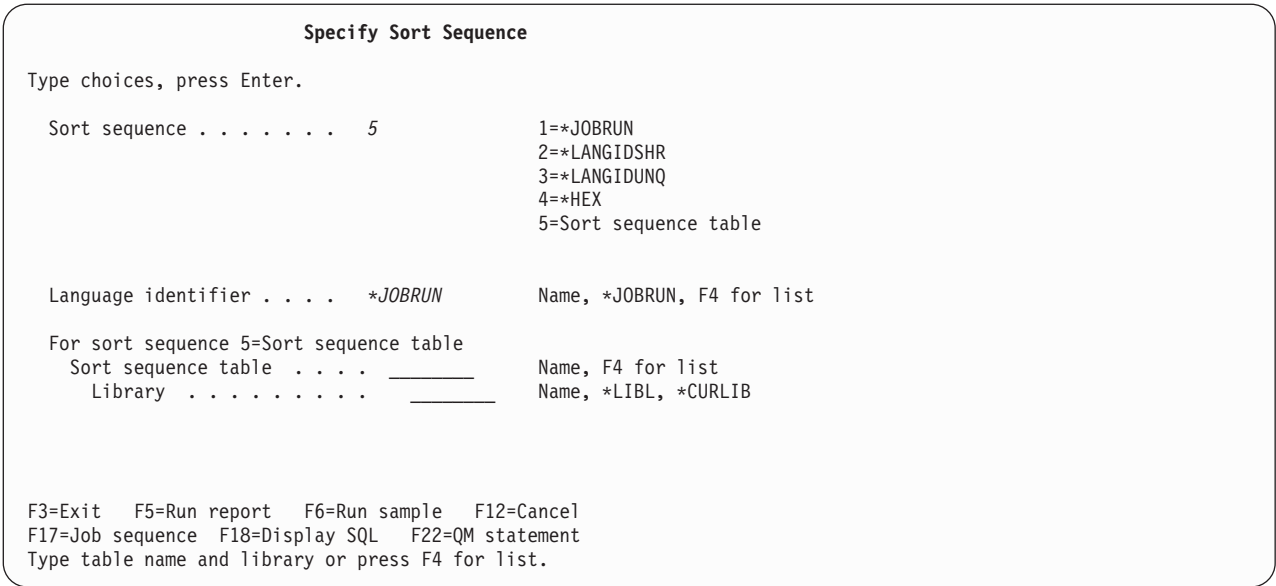 Specify Sort Sequence
Type choices, press Enter.
Sort sequence . . . . . . . 5 1=*JOBRUN
2=*LANGIDSHR
3=*LANGIDUNQ
4=*HEX
5=Sort sequence table
Language identifier . . . . *JOBRUN Name, *JOBRUN, F4 for list
For sort sequence 5=Sort sequence table
Sort sequence table . . . . ________ Name, F4 for list
Library . . . . . . . . . ________ Name, *LIBL, *CURLIB
F3=Exit F5=Run report F6=Run sample F12=Cancel
F17=Job sequence F18=Display SQL F22=QM statement
Type table name and library or press F4 for list.